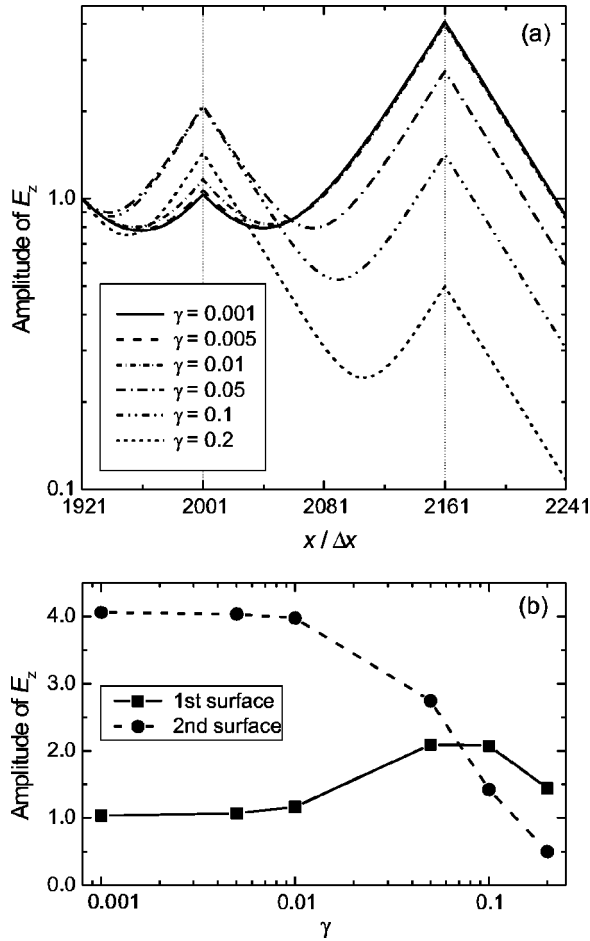 (a)
Amplitude of E_z
1.0
0.1
γ = 0.001
γ = 0.005
γ = 0.01
γ = 0.05
γ = 0.1
γ = 0.2
1921 2001 2081 2161 2241
x / Δx
(b)
Amplitude of E_z
4.0
3.0
2.0
1.0
0.0
1st surface
2nd surface
0.001 0.01 0.1
γ